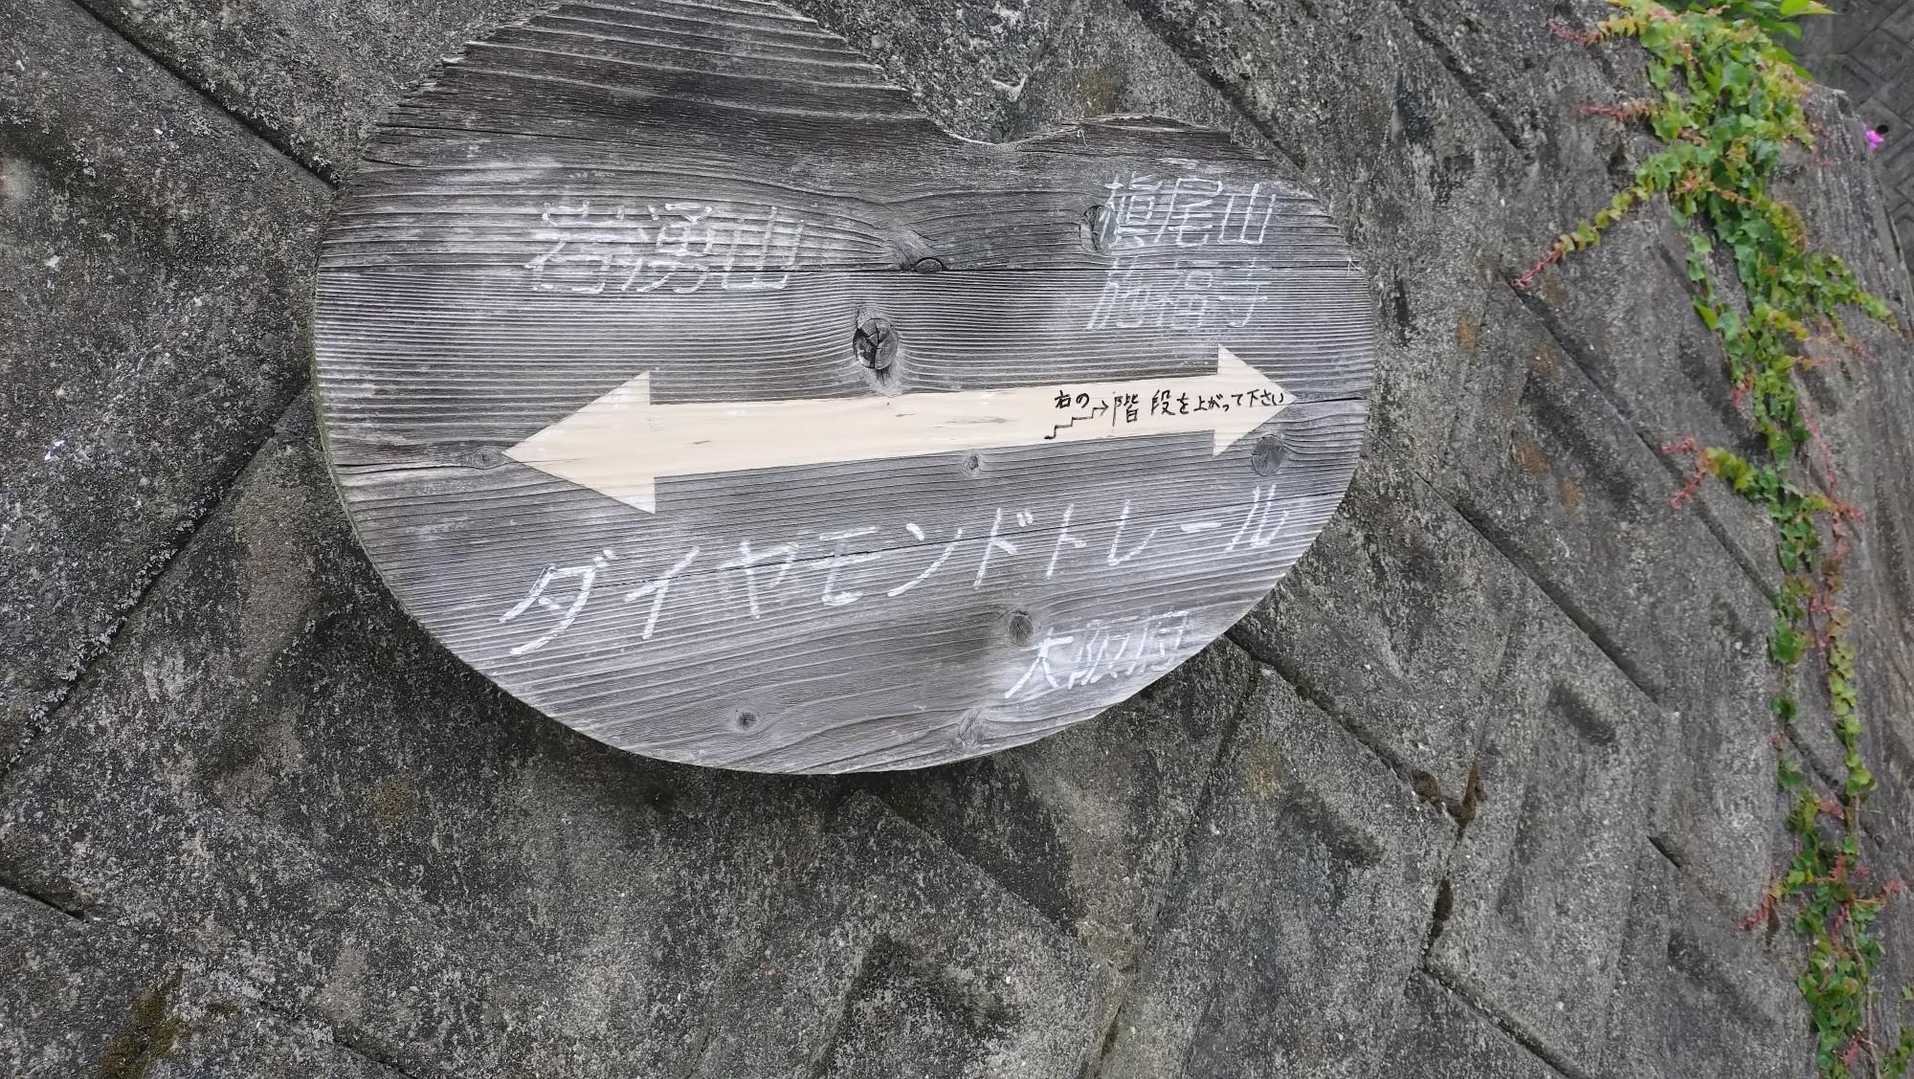 岩湧山
槇尾山
施福寺
右の
階段を上がって下さい
ダイヤモンドトレール
大阪府